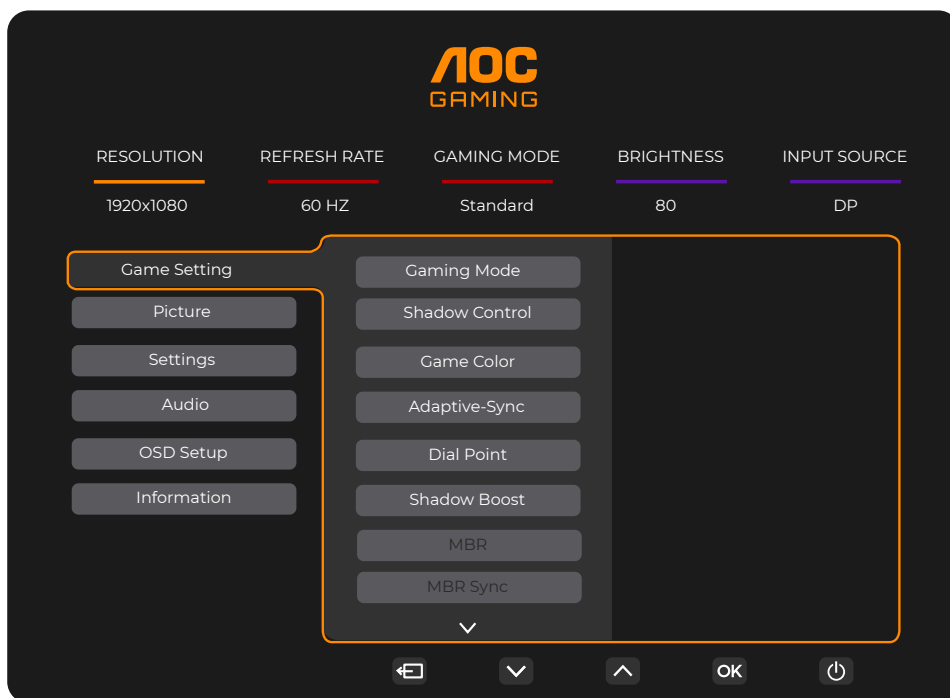 AOC
GAMING
RESOLUTION REFRESH RATE GAMING MODE BRIGHTNESS INPUT SOURCE
1920x1080 60 HZ Standard 80 DP
Game Setting
Picture
Settings
Audio
OSD Setup
Information
Gaming Mode
Shadow Control
Game Color
Adaptive-Sync
Dial Point
Shadow Boost
MBR
MBR Sync
OK